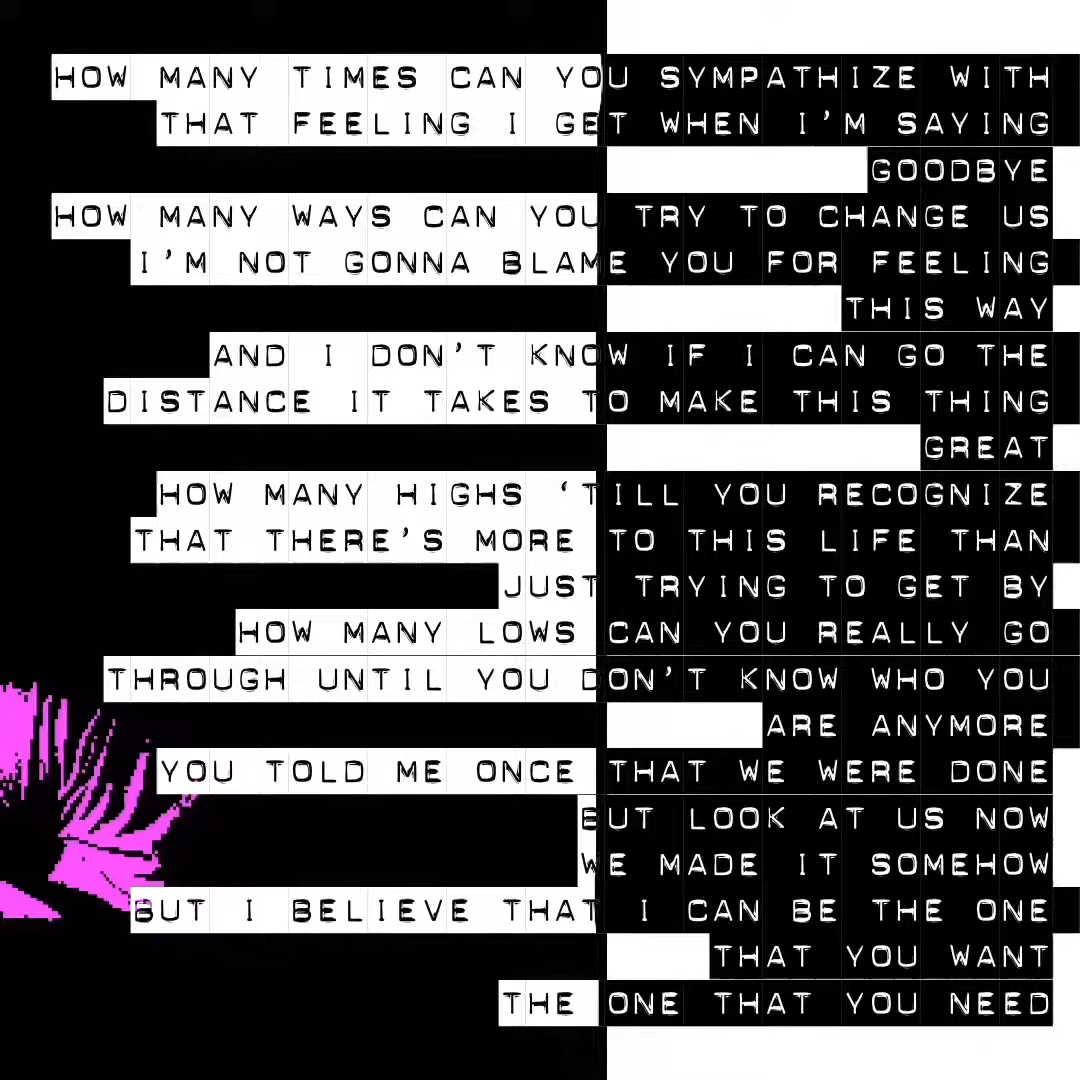 HOW MANY TIMES CAN YOU SYMPATHIZE WITH
THAT FEELING I GET WHEN I’M SAYING
GOODBYE
HOW MANY WAYS CAN YOU TRY TO CHANGE US
I’M NOT GONNA BLAME YOU FOR FEELING
THIS WAY
AND I DON’T KNOW IF I CAN GO THE
DISTANCE IT TAKES TO MAKE THIS THING
GREAT
HOW MANY HIGHS ‘TILL YOU RECOGNIZE
THAT THERE’S MORE TO THIS LIFE THAN
JUST TRYING TO GET BY
HOW MANY LOWS CAN YOU REALLY GO
THROUGH UNTIL YOU DON’T KNOW WHO YOU
ARE ANYMORE
YOU TOLD ME ONCE THAT WE WERE DONE
BUT LOOK AT US NOW
WE MADE IT SOMEHOW
BUT I BELIEVE THAT I CAN BE THE ONE
THAT YOU WANT
THE ONE THAT YOU NEED